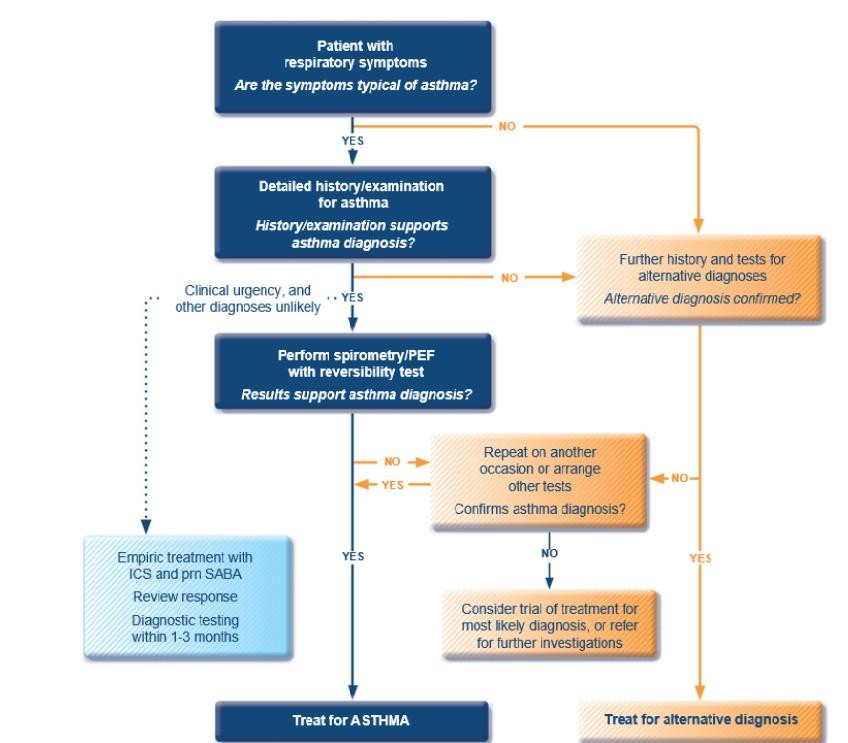 Patient with
respiratory symptoms
Are the symptoms typical of asthma?
NO
YES
Detailed history/examination
for asthma
History/examination supports
asthma diagnosis?
Further history and tests for
alternative diagnoses
Alternative diagnosis confirmed?
NO
Clinical urgency, and
other diagnoses unlikely
YES
Perform spirometry/PEF
with reversibility test
Results support asthma diagnosis?
Repeat on another
occasion or arrange
other tests
Confirms asthma diagnosis?
NO
YES
NO
Empiric treatment with
ICS and prn SABA
Review response
Diagnostic testing
within 1-3 months
YES
NO
YES
Consider trial of treatment for
most likely diagnosis, or refer
for further investigations
Treat for ASTHMA
Treat for alternative diagnosis